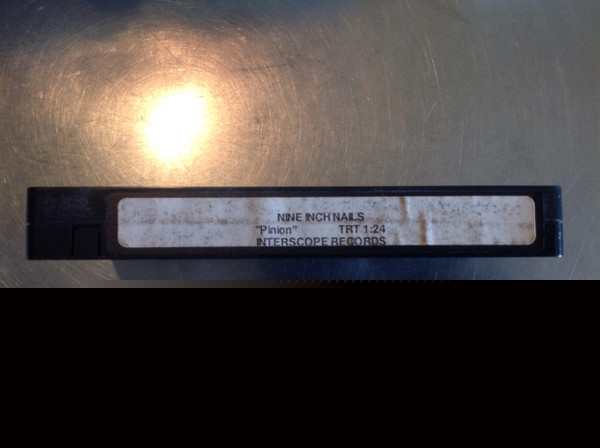 NINE INCH NAILS
"Pinion" TRT 1:24
INTERSCOPE RECORDS